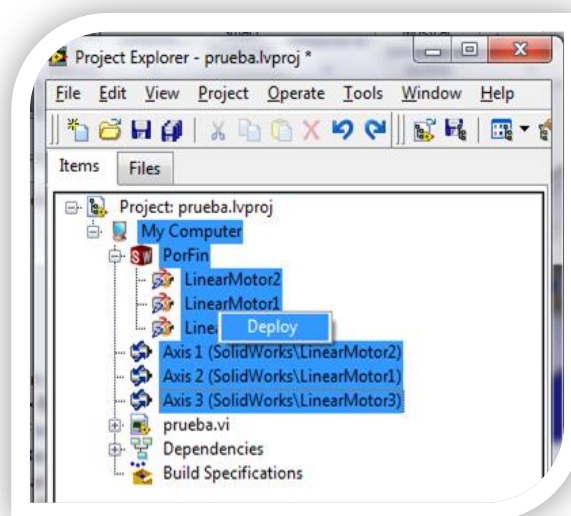 Project Explorer - prueba.lvproj *
File Edit View Project Operate Tools Window Help
Items Files
Project: prueba.lvproj
My Computer
PorFin
LinearMotor2
LinearMotor1
Deploy
Axis 1 (SolidWorks\LinearMotor2)
Axis 2 (SolidWorks\LinearMotor1)
Axis 3 (SolidWorks\LinearMotor3)
prueba.vi
Dependencies
Build Specifications